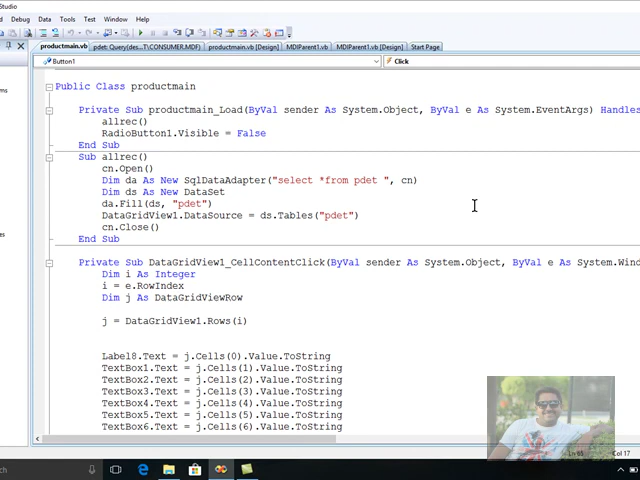 Studio
Debug Data Tools Test Window Help
productmain.vb pdet: Query(des...T\CONSUMER.MDF) productmain.vb [Design] MDIParent1.vb MDIParent1.vb [Design] Start Page
Button1 Click
Public Class productmain
Private Sub productmain_Load(ByVal sender As System.Object, ByVal e As System.EventArgs) Handles
allrec()
RadioButton1.Visible = False
End Sub
Sub allrec()
cn.Open()
Dim da As New SqlDataAdapter("select *from pdet ", cn)
Dim ds As New DataSet
da.Fill(ds, "pdet")
DataGridView1.DataSource = ds.Tables("pdet")
cn.Close()
End Sub
Private Sub DataGridView1_CellContentClick(ByVal sender As System.Object, ByVal e As System.Wind
Dim i As Integer
i = e.RowIndex
Dim j As DataGridViewRow
j = DataGridView1.Rows(i)
Label8.Text = j.Cells(0).Value.ToString
TextBox1.Text = j.Cells(1).Value.ToString
TextBox2.Text = j.Cells(2).Value.ToString
TextBox3.Text = j.Cells(3).Value.ToString
TextBox4.Text = j.Cells(4).Value.ToString
TextBox5.Text = j.Cells(5).Value.ToString
TextBox6.Text = j.Cells(6).Value.ToString
Col 17